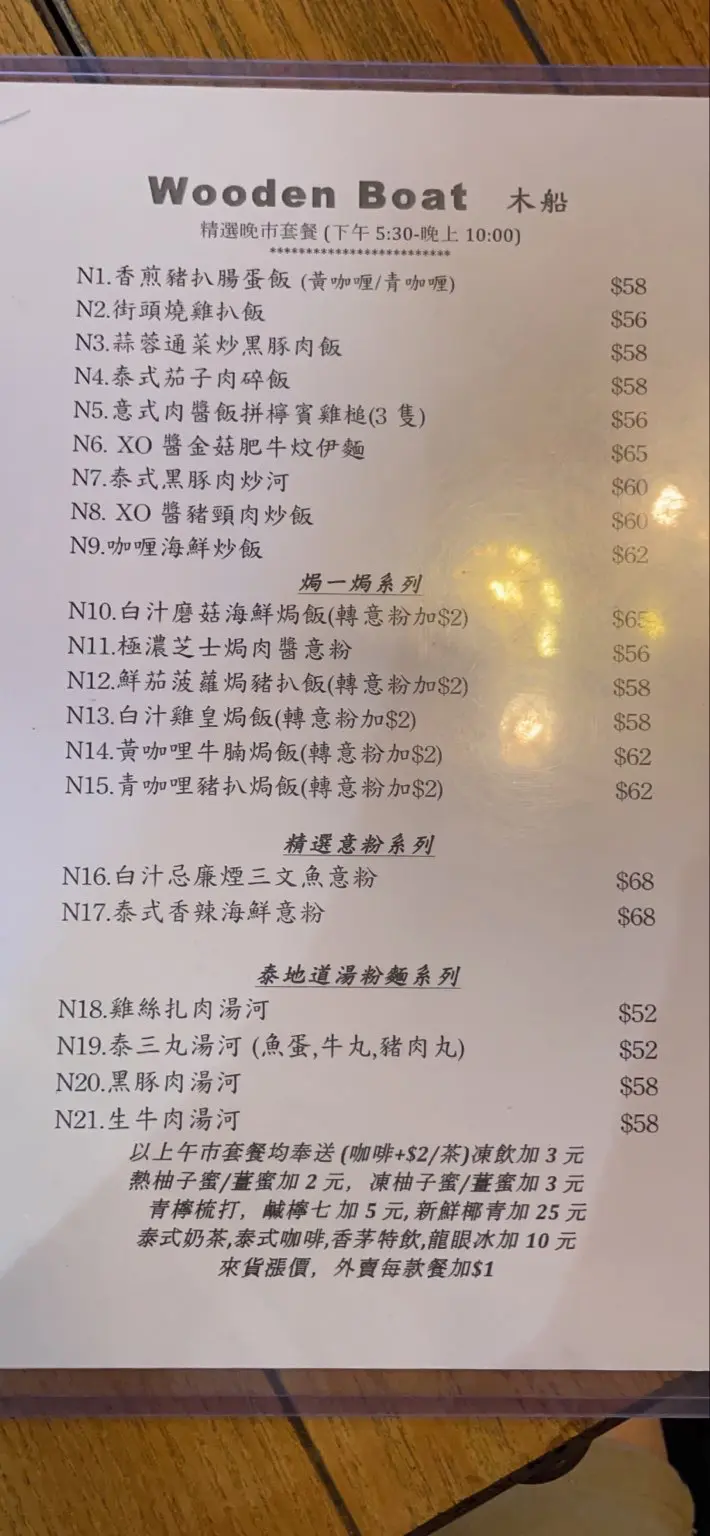 Wooden Boat 木船
精選晚市套餐 (下午 5:30-晚上 10:00)
*************************
N1.香煎豬扒腸蛋飯 (黃咖喱/青咖喱) $58
N2.街頭燒雞扒飯 $56
N3.蒜蓉通菜炒黑豚肉飯 $58
N4.泰式茄子肉碎飯 $58
N5.意式肉醬飯拼檸賓雞槌(3 隻) $56
N6. XO 醬金菇肥牛炆伊麵 $65
N7.泰式黑豚肉炒河 $60
N8. XO 醬豬頸肉炒飯 $60
N9.咖喱海鮮炒飯 $62
焗一焗系列
N10.白汁磨菇海鮮焗飯(轉意粉加$2) $65
N11.極濃芝士焗肉醬意粉 $56
N12.鮮茄菠蘿焗豬扒飯(轉意粉加$2) $58
N13.白汁雞皇焗飯(轉意粉加$2) $58
N14.黃咖哩牛腩焗飯(轉意粉加$2) $62
N15.青咖哩豬扒焗飯(轉意粉加$2) $62
精選意粉系列
N16.白汁忌廉煙三文魚意粉 $68
N17.泰式香辣海鮮意粉 $68
泰地道湯粉麵系列
N18.雞絲扎肉湯河 $52
N19.泰三丸湯河 (魚蛋,牛丸,豬肉丸) $52
N20.黑豚肉湯河 $58
N21.生牛肉湯河 $58
以上午市套餐均奉送 (咖啡+$2/茶)凍飲加 3 元
熱柚子蜜/薑蜜加 2 元, 凍柚子蜜/薑蜜加 3 元
青檸梳打, 鹹檸七 加 5 元, 新鮮椰青加 25 元
泰式奶茶,泰式咖啡,香茅特飲,龍眼冰加 10 元
來貨漲價, 外賣每款餐加$1